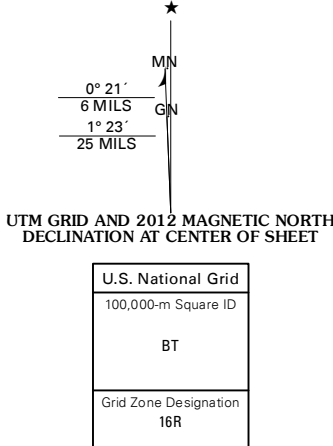 ★
MN
0° 21´
6 MILS
GN
1° 23´
25 MILS
UTM GRID AND 2012 MAGNETIC NORTH
DECLINATION AT CENTER OF SHEET
U.S. National Grid
100,000-m Square ID
BT
Grid Zone Designation
16R